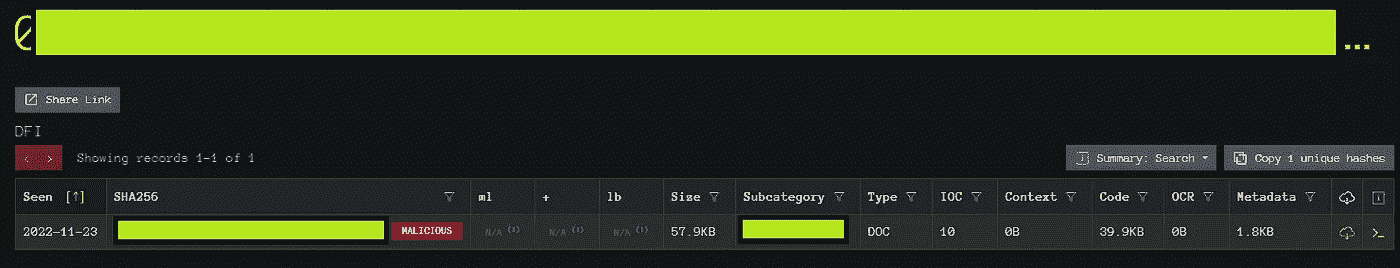 0 ...
Share Link
DFI
< > Showing records 1-1 of 1
Summary: Search Copy 1 unique hashes
Seen [↑] SHA256 ml + lb Size Subcategory Type IOC Context Code OCR Metadata
2022-11-23 MALICIOUS N/A (!) N/A (!) N/A (!) 57.9KB DOC 10 0B 39.9KB 0B 1.8KB